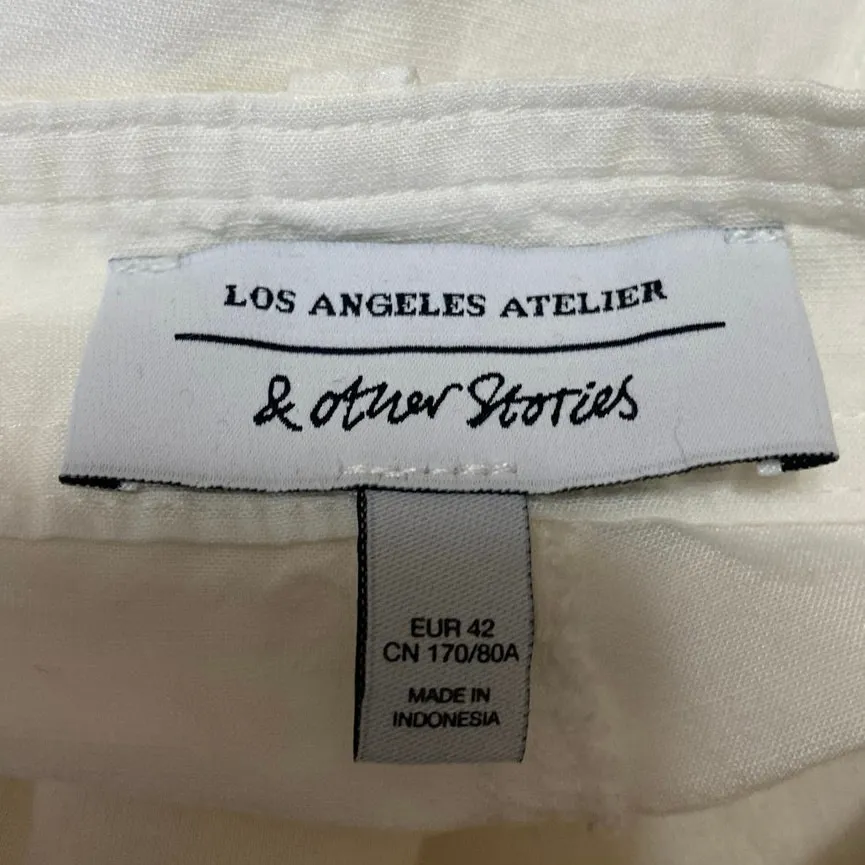 LOS ANGELES ATELIER
& other Stories
EUR 42
CN 170/80A
MADE IN
INDONESIA